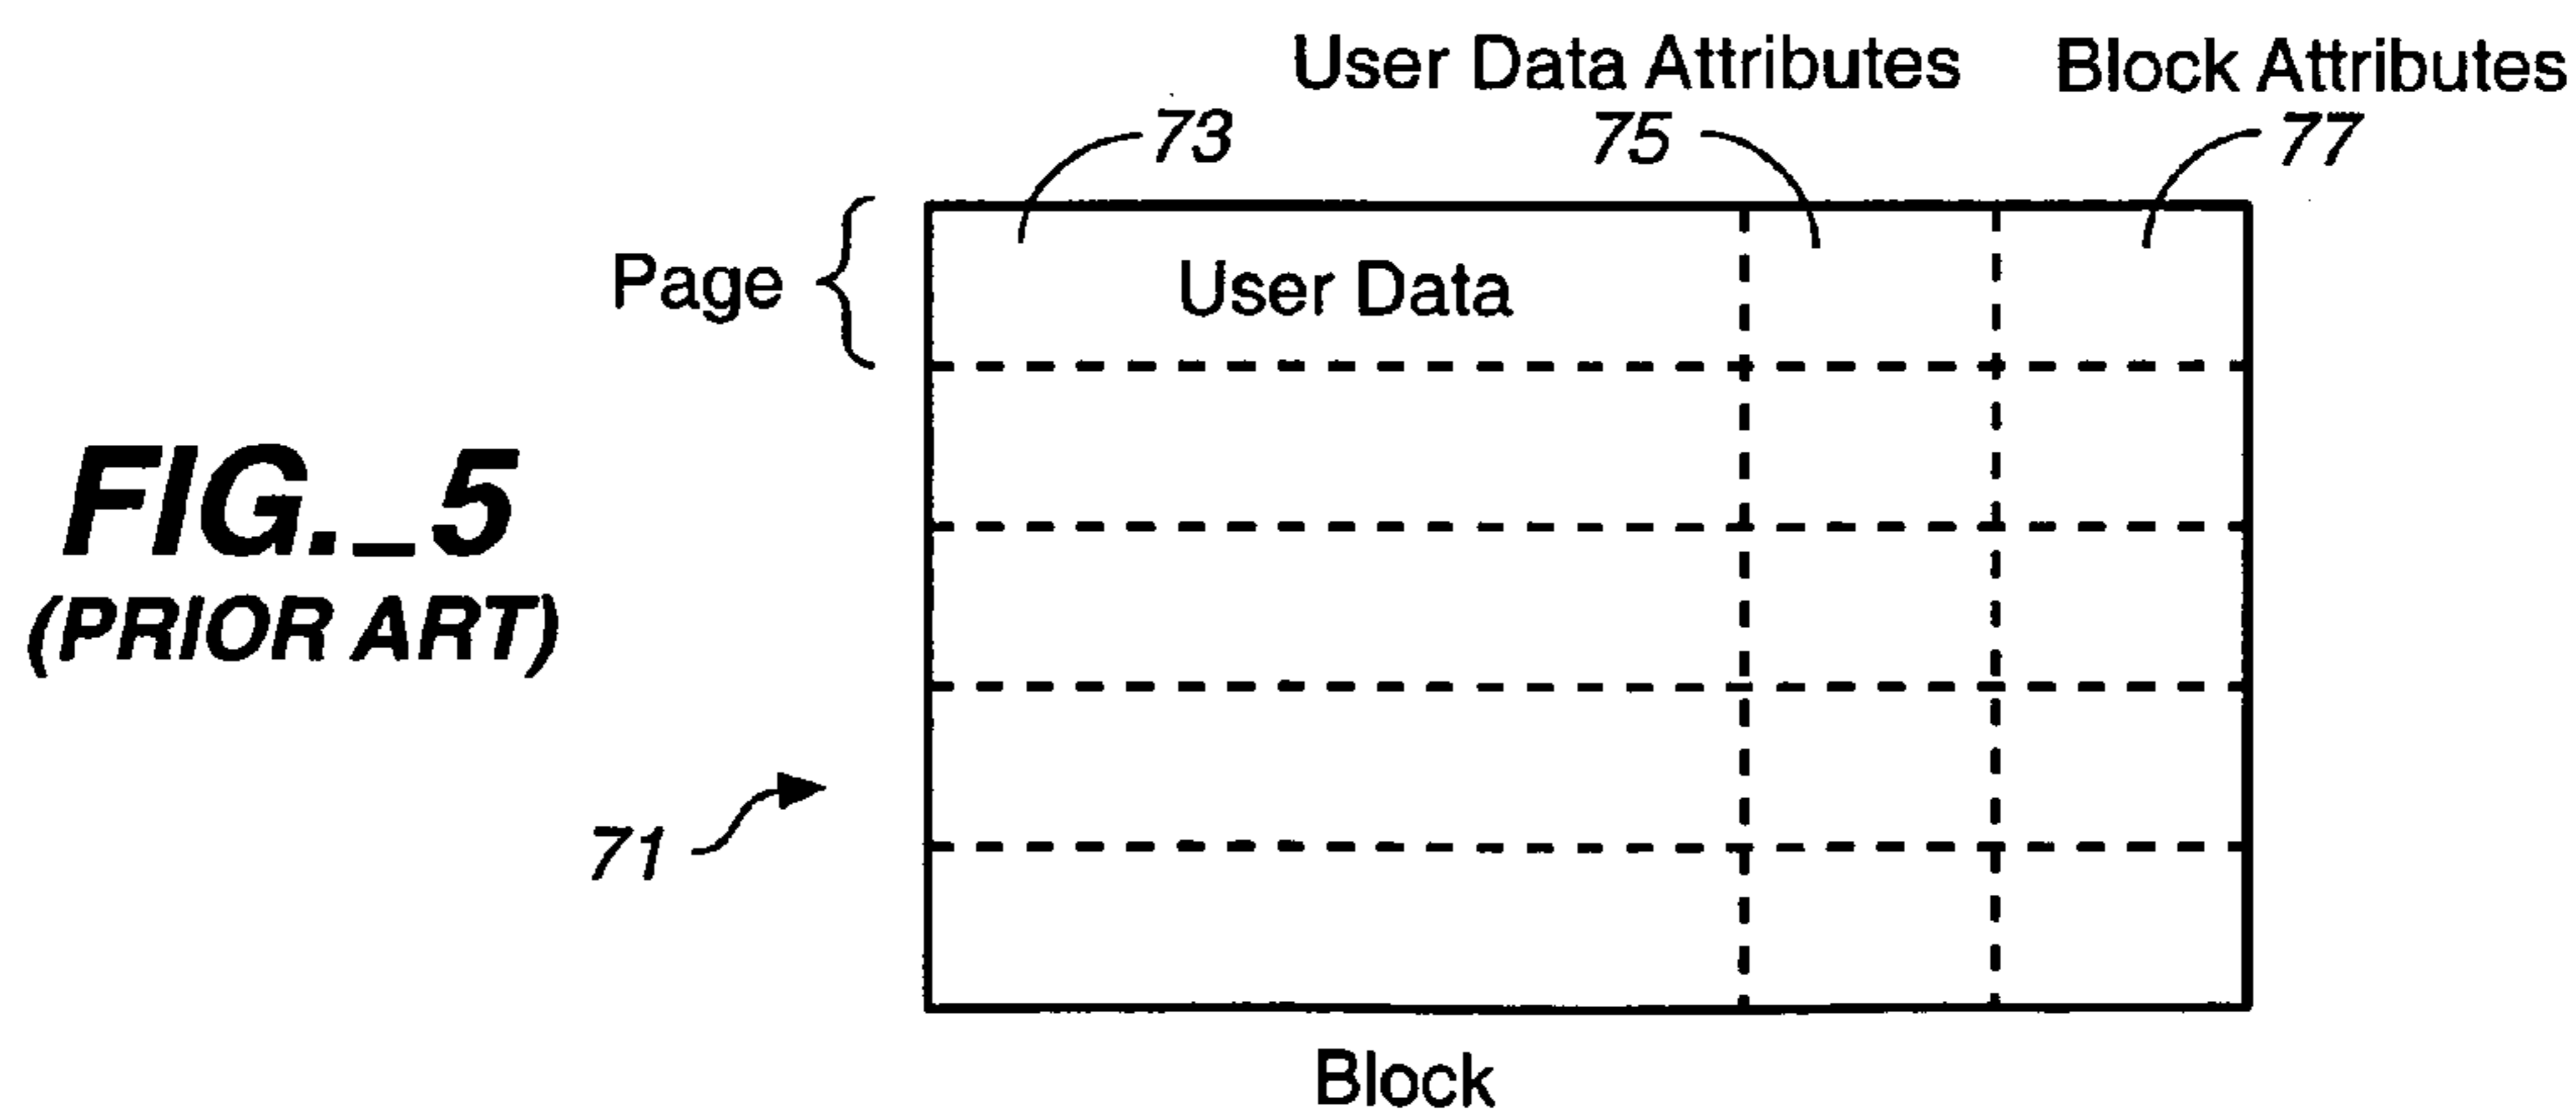 User Data Attributes
Block Attributes
73
75
77
Page
User Data
FIG._5
(PRIOR ART)
71
Block